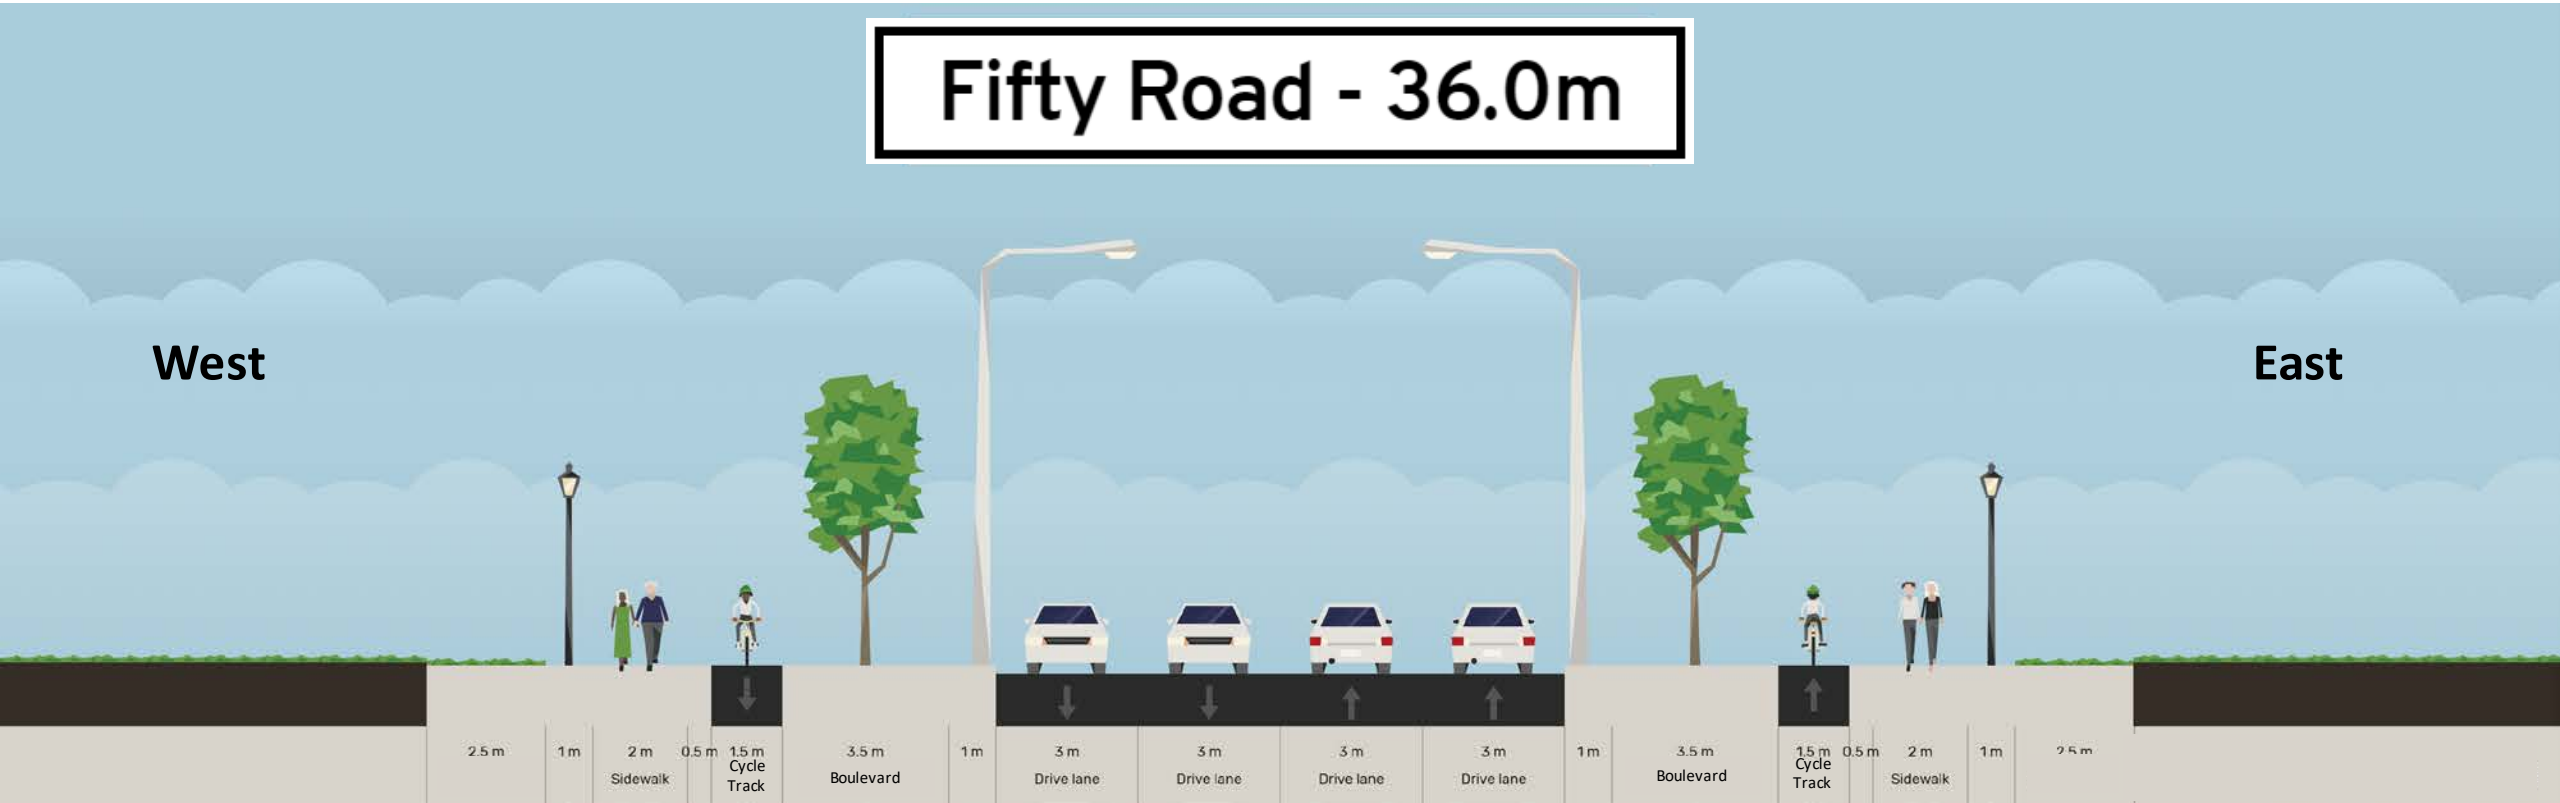 Fifty Road - 36.0m
West
East
2.5 m
1 m
2 m
Sidewalk
0.5 m
1.5 m
Cycle
Track
3.5 m
Boulevard
1 m
3 m
Drive lane
3 m
Drive lane
3 m
Drive lane
3 m
Drive lane
1 m
3.5 m
Boulevard
1.5 m
Cycle
Track
0.5 m
2 m
Sidewalk
1 m
2.5 m